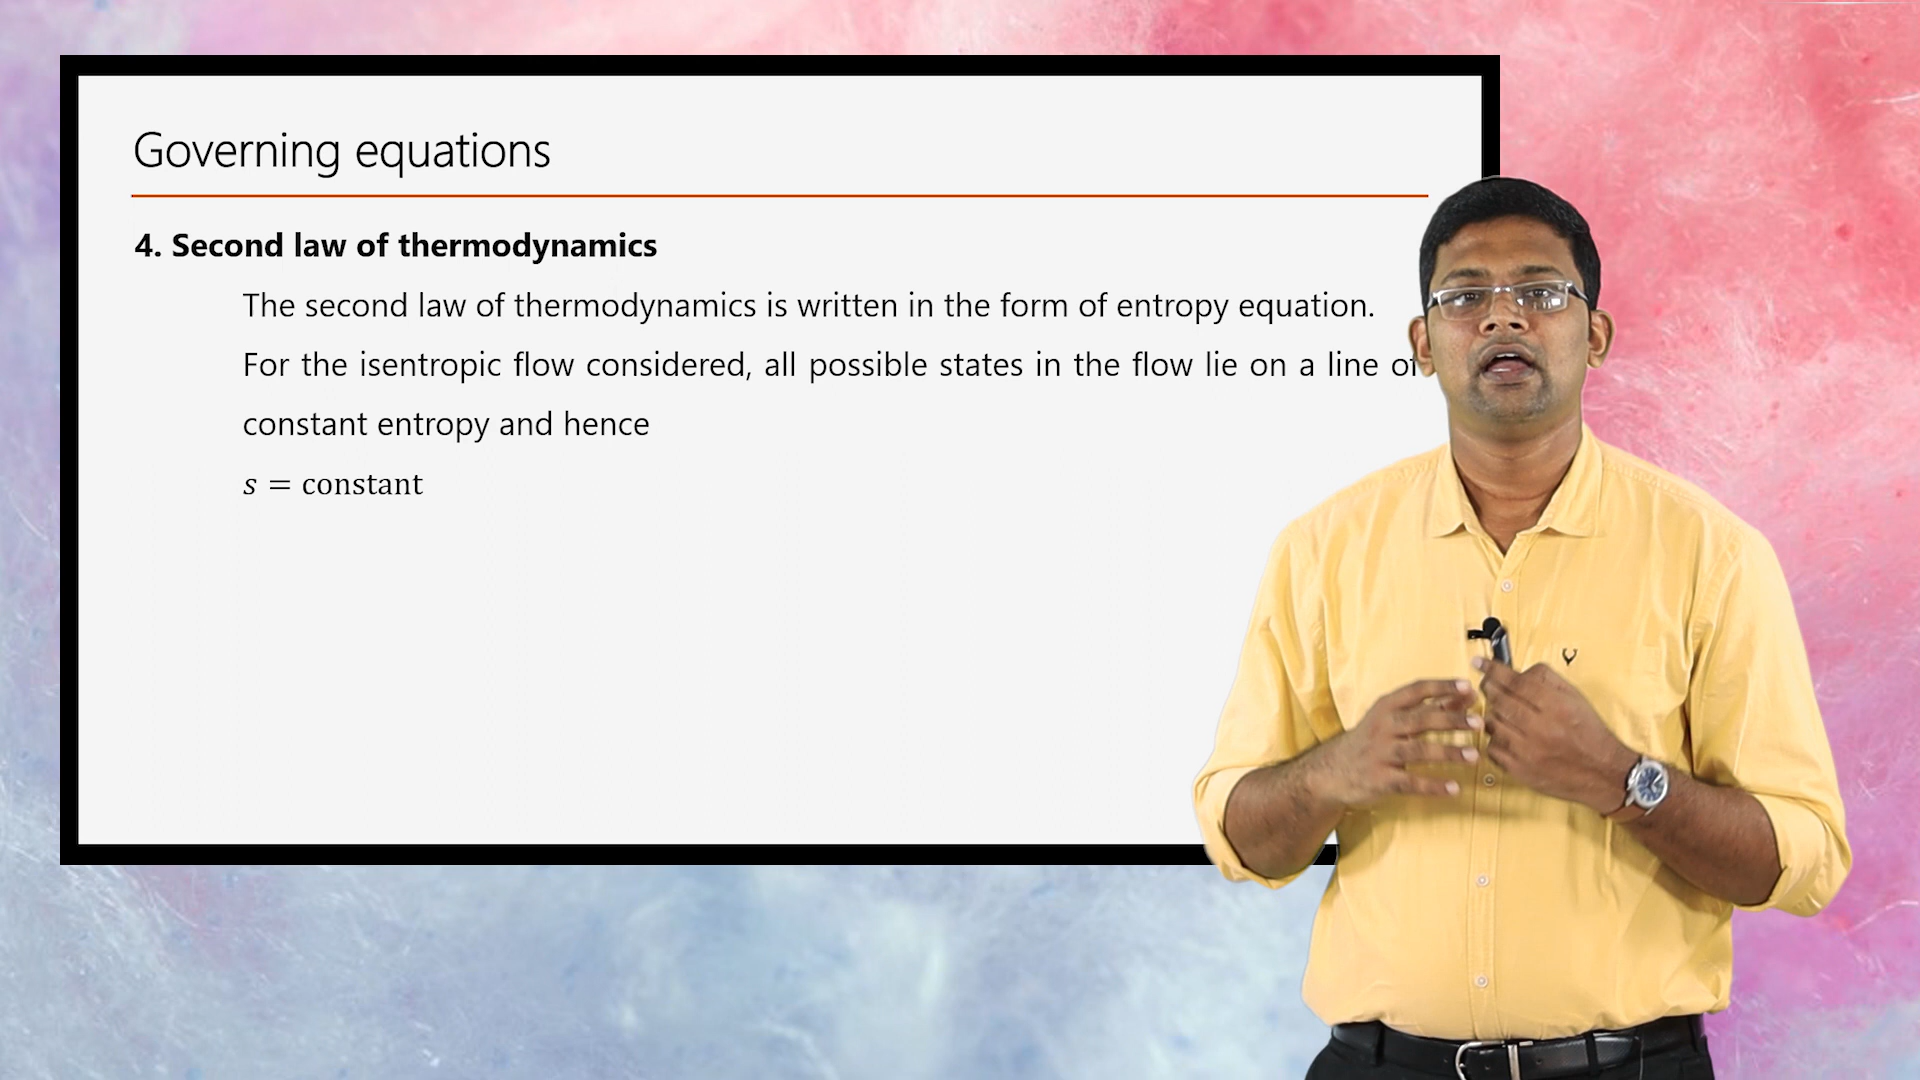 Governing equations
4. Second law of thermodynamics
The second law of thermodynamics is written in the form of entropy equation.
For the isentropic flow considered, all possible states in the flow lie on a line of
constant entropy and hence
s = constant